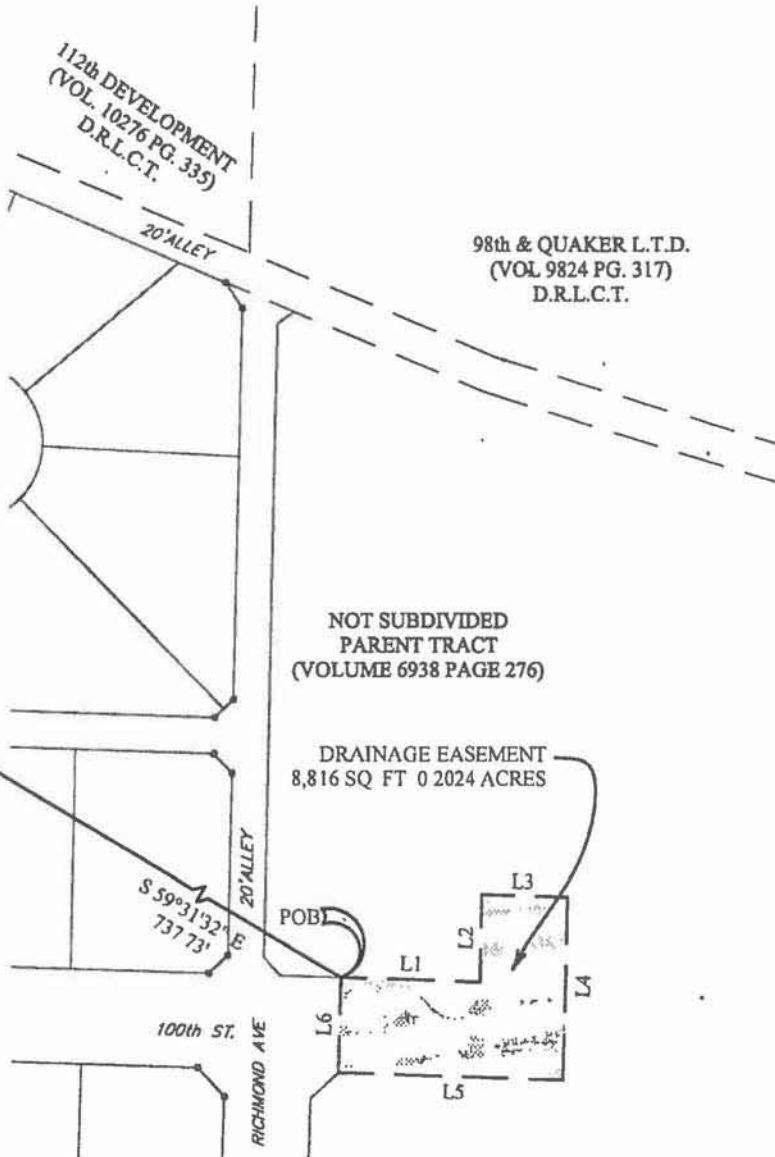 112th DEVELOPMENT
(VOL. 10276 PG. 335)
D.R.L.C.T.
20'ALLEY
98th & QUAKER L.T.D.
(VOL 9824 PG. 317)
D.R.L.C.T.
NOT SUBDIVIDED
PARENT TRACT
(VOLUME 6938 PAGE 276)
DRAINAGE EASEMENT
8,816 SQ FT 0 2024 ACRES
20'ALLEY
S 59°31'32" E
737 73'
POB
L3
L2
L1
L4
L6
100th ST.
RICHMOND AVE
L5